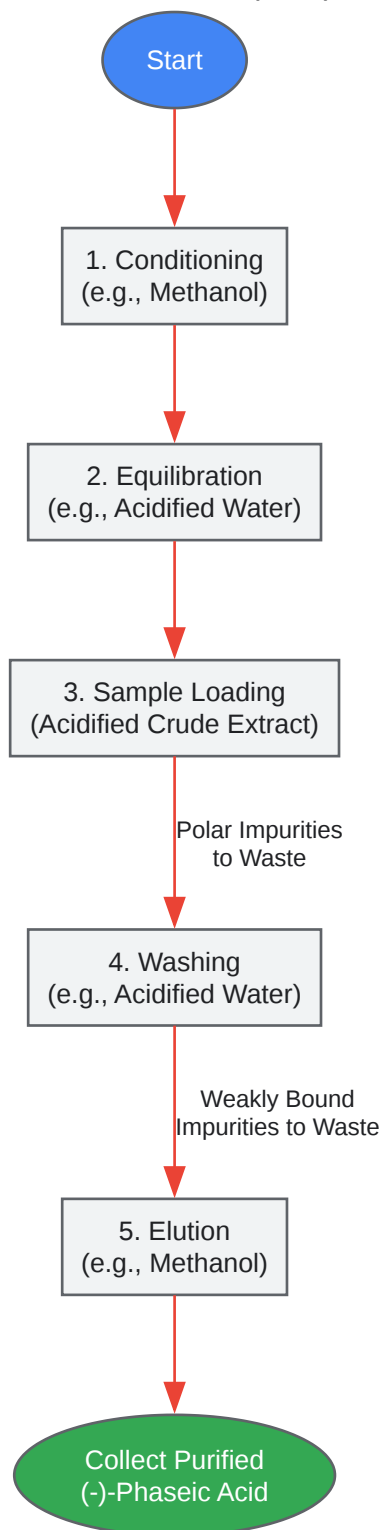 Start
1. Conditioning
(e.g., Methanol)
2. Equilibration
(e.g., Acidified Water)
3. Sample Loading
(Acidified Crude Extract)
Polar Impurities
to Waste
4. Washing
(e.g., Acidified Water)
Weakly Bound
Impurities to Waste
5. Elution
(e.g., Methanol)
Collect Purified
(-)-Phaseic Acid